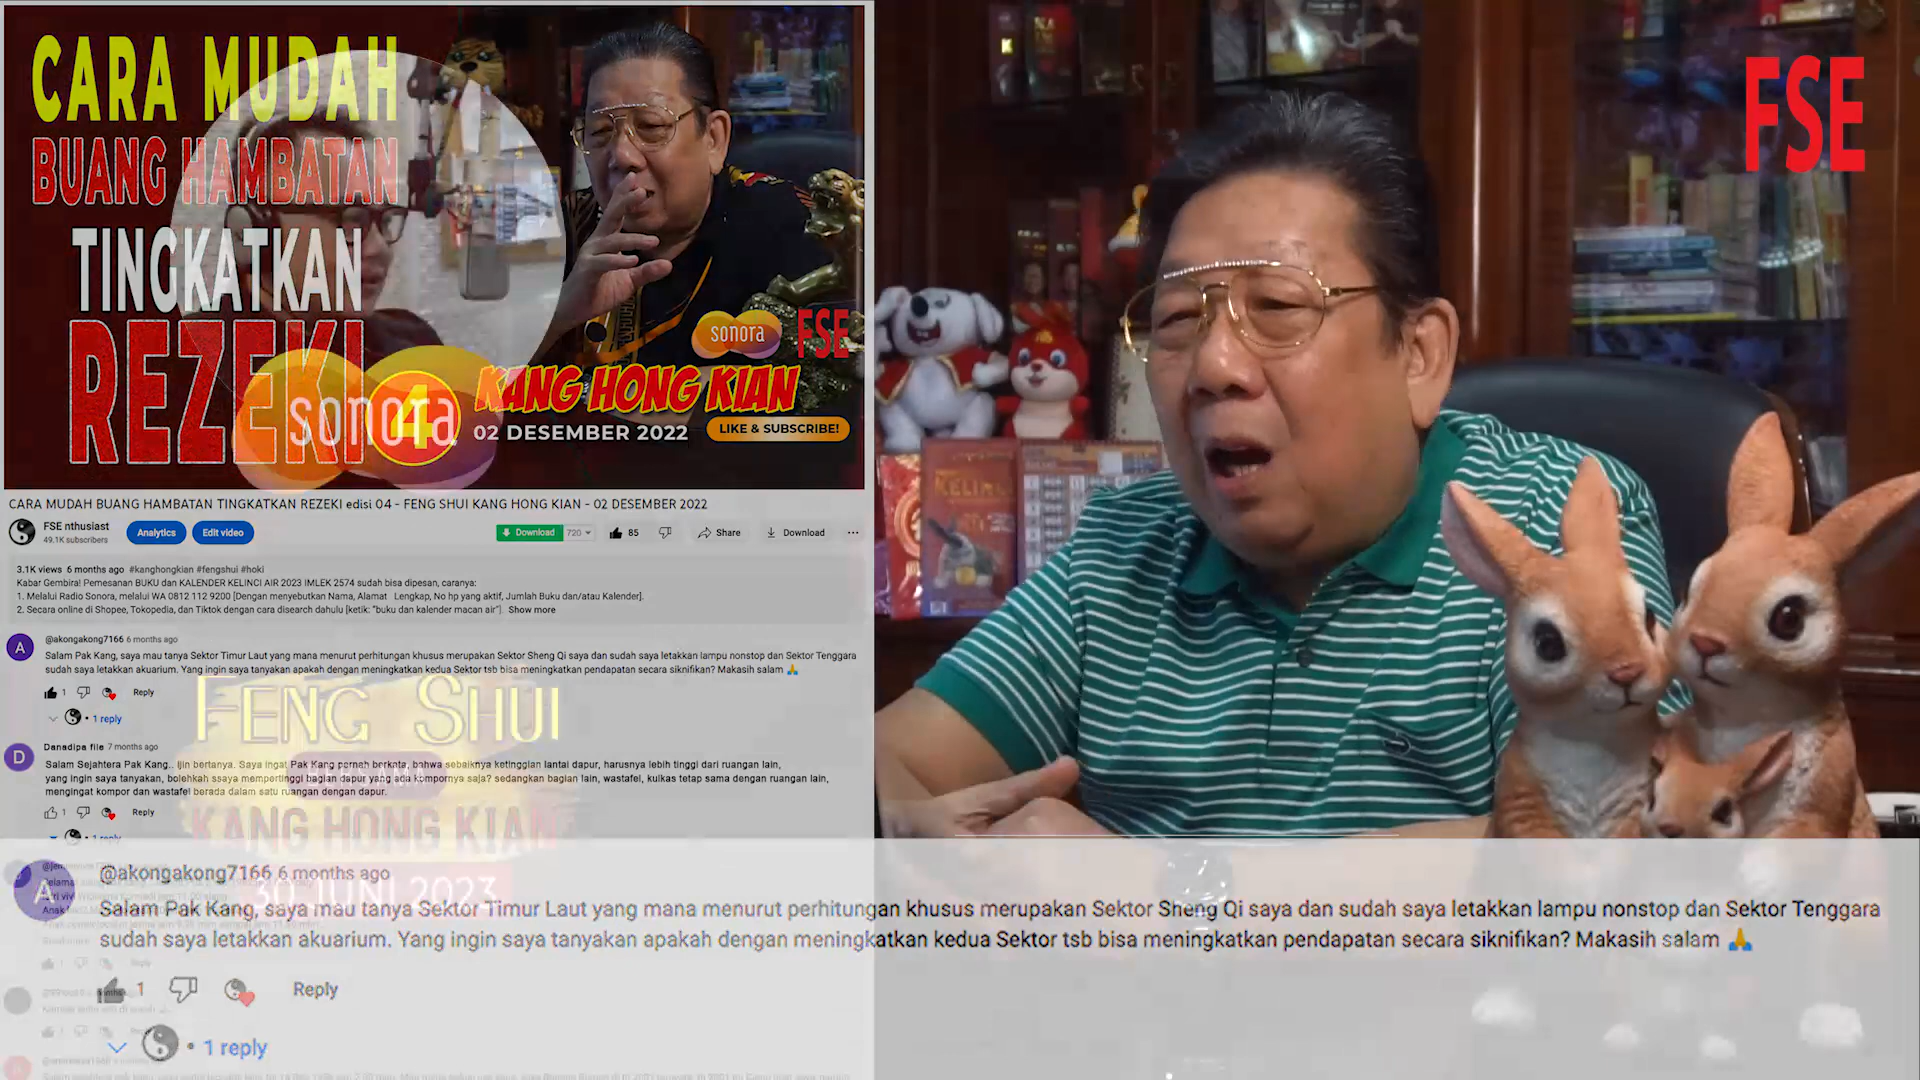 CARA MUDAH
BUANG HAMBATAN
TINGKATKAN
REZEKI
4
sonora
FSE
KANG HONG KIAN
02 DESEMBER 2022
LIKE & SUBSCRIBE!
sonora
FSE
CARA MUDAH BUANG HAMBATAN TINGKATKAN REZEKI edisi 04 - FENG SHUI KANG HONG KIAN - 02 DESEMBER 2022
FSE nthusiast
49.1K subscribers
Analytics
Edit video
Download
720
85
Share
Download
3.1K views 6 months ago #kanghongkian #fengshui #hoki
Kabar Gembira! Pemesanan BUKU dan KALENDER KELINCI AIR 2023 IMLEK 2574 sudah bisa dipesan, caranya:
1. Melalui Radio Sonora, melalui WA 0812 112 9200 [Dengan menyebutkan Nama, Alamat Lengkap, No hp yang aktif, Jumlah Buku dan/atau Kalender].
2. Secara online di Shopee, Tokopedia, dan Tiktok dengan cara disearch dahulu [ketik: "buku dan kalender macan air"]. Show more
A
@akongakong7166 6 months ago
Salam Pak Kang, saya mau tanya Sektor Timur Laut yang mana menurut perhitungan khusus merupakan Sektor Sheng Qi saya dan sudah saya letakkan lampu nonstop dan Sektor Tenggara
sudah saya letakkan akuarium. Yang ingin saya tanyakan apakah dengan meningkatkan kedua Sektor tsb bisa meningkatkan pendapatan secara siknifikan? Makasih salam 🙏
1
Reply
1 reply
FENG SHUI
D
Danadipa file 7 months ago
Salam Sejahtera Pak Kang.. Ijin bertanya. Saya ingat Pak Kang pernah berkata, bahwa sebaiknya ketinggian lantai dapur, harusnya lebih tinggi dari ruangan lain,
yang ingin saya tanyakan, bolehkah ssaya mempertinggi bagian dapur yang ada kompornya saja? sedangkan bagian lain, wastafel, kulkas tetap sama dengan ruangan lain,
mengingat kompor dan wastafel berada dalam satu ruangan dengan dapur.
1
Reply
1 reply
KANG HONG KIAN
JUNI 2023
A
@akongakong7166 6 months ago
Salam Pak Kang, saya mau tanya Sektor Timur Laut yang mana menurut perhitungan khusus merupakan Sektor Sheng Qi saya dan sudah saya letakkan lampu nonstop dan Sektor Tenggara
sudah saya letakkan akuarium. Yang ingin saya tanyakan apakah dengan meningkatkan kedua Sektor tsb bisa meningkatkan pendapatan secara siknifikan? Makasih salam 🙏
1
Reply
1 reply